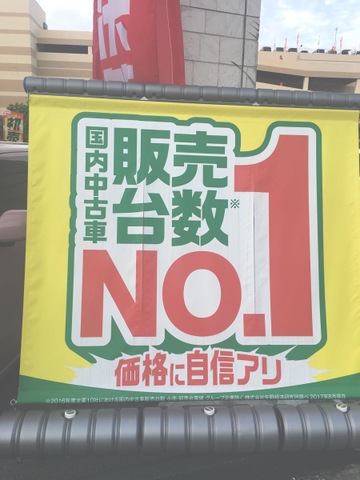 国内中古車
販売
台数※
NO.1
価格に自信アリ